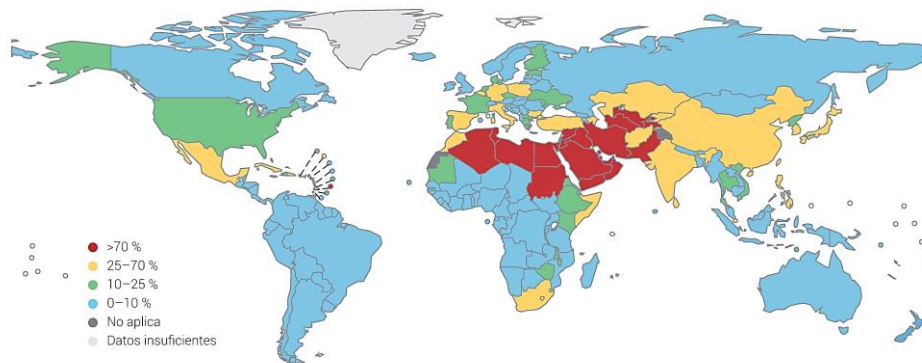 >70 %
25–70 %
10–25 %
0–10 %
No aplica
Datos insuficientes